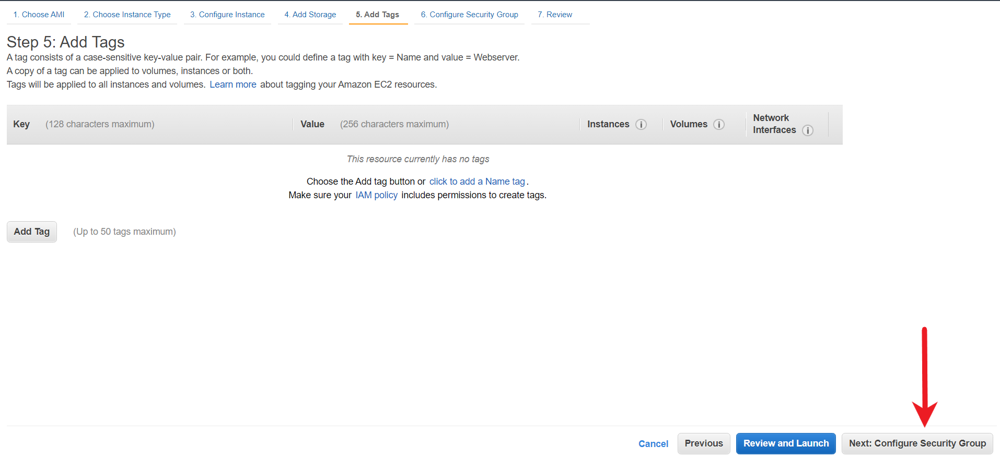 1. Choose AMI 2. Choose Instance Type 3. Configure Instance 4. Add Storage 5. Add Tags 6. Configure Security Group 7. Review
Step 5: Add Tags
A tag consists of a case-sensitive key-value pair. For example, you could define a tag with key = Name and value = Webserver.
A copy of a tag can be applied to volumes, instances or both.
Tags will be applied to all instances and volumes. Learn more about tagging your Amazon EC2 resources.
Key (128 characters maximum) Value (256 characters maximum) Instances i Volumes i Network
Interfaces i
This resource currently has no tags
Choose the Add tag button or click to add a Name tag.
Make sure your IAM policy includes permissions to create tags.
Add Tag (Up to 50 tags maximum)
Cancel Previous Review and Launch Next: Configure Security Group